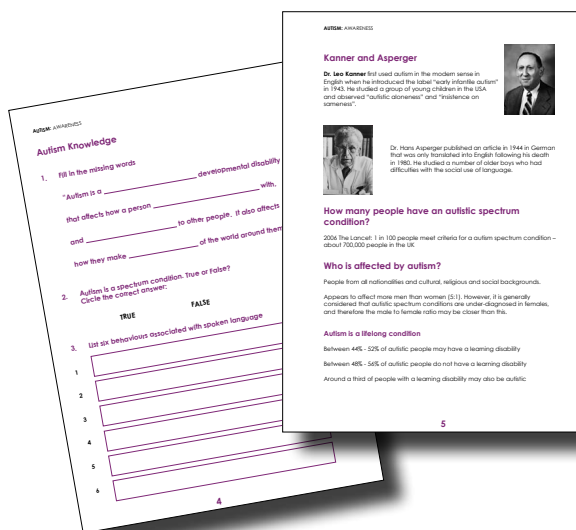 AUTISM: AWARENESS
Autism Knowledge
1. Fill in the missing words
"Autism is a ____________________ developmental disability
that affects how a person ____________________ with,
and ____________________ to other people. It also affects
how they make ____________________ of the world around them
2. Autism is a spectrum condition. True or False?
Circle the correct answer:
TRUE FALSE
3. List six behaviours associated with spoken language
1
2
3
4
5
6
4
AUTISM: AWARENESS
Kanner and Asperger
Dr. Leo Kanner first used autism in the modern sense in
English when he introduced the label "early infantile autism"
in 1943. He studied a group of young children in the USA
and observed "autistic aloneness" and "insistence on
sameness".
Dr. Hans Asperger published an article in 1944 in German
that was only translated into English following his death
in 1980. He studied a number of older boys who had
difficulties with the social use of language.
How many people have an autistic spectrum
condition?
2006 The Lancet: 1 in 100 people meet criteria for a autism spectrum condition –
about 700,000 people in the UK
Who is affected by autism?
People from all nationalities and cultural, religious and social backgrounds.
Appears to affect more men than women (5:1). However, it is generally
considered that autistic spectrum conditions are under-diagnosed in females,
and therefore the male to female ratio may be closer than this.
Autism is a lifelong condition
Between 44% - 52% of autistic people may have a learning disability
Between 48% - 56% of autistic people do not have a learning disability
Around a third of people with a learning disability may also be autistic
5